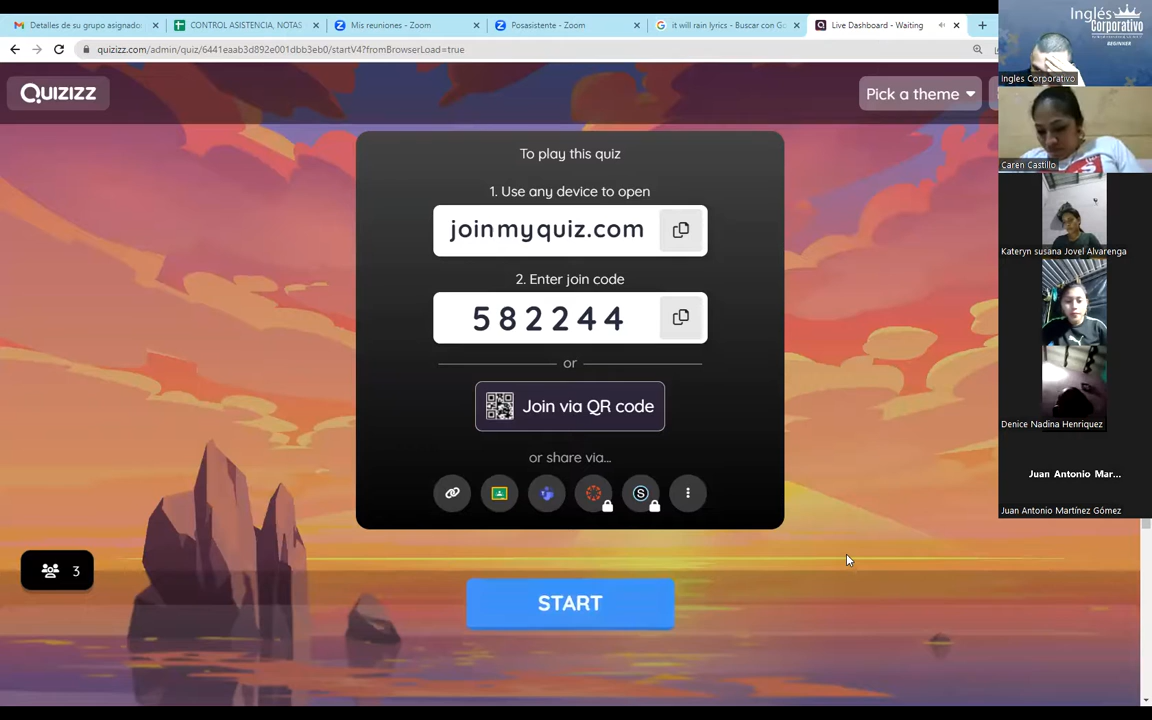 Detalles de su grupo asignado
CONTROL ASISTENCIA, NOTAS
Mis reuniones - Zoom
Posasistente - Zoom
it will rain lyrics - Buscar con Go
Live Dashboard - Waiting
quizizz.com/admin/quiz/6441eaab3d892e001dbb3eb0/startV4?fromBrowserLoad=true
Quizizz
Pick a theme
To play this quiz
1. Use any device to open
joinmyquiz.com
2. Enter join code
582244
or
Join via QR code
or share via...
3
START
Inglés
Corporativo
BEGINNER
Ingles Corporativo
Caren Castillo
Kateryn susana Jovel Alvarenga
Denice Nadina Henriquez
Juan Antonio Mar...
Juan Antonio Martínez Gómez